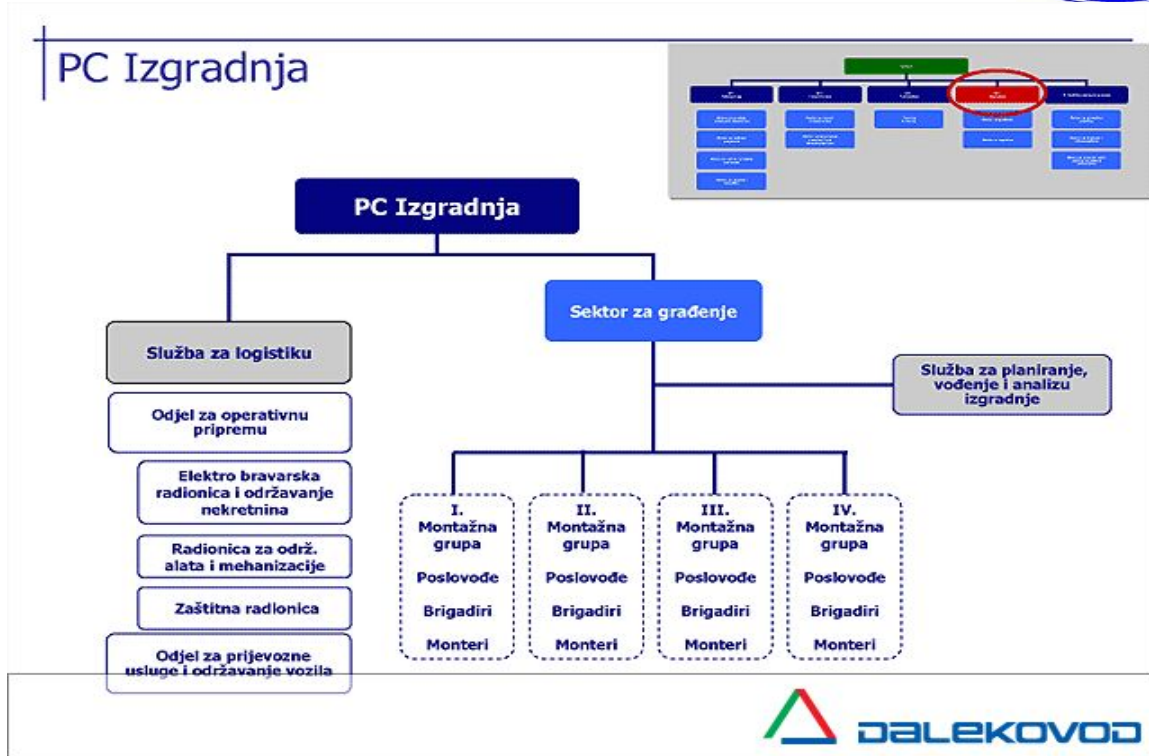 PC Izgradnja
PC Izgradnja
Sektor za građenje
Služba za logistiku
Služba za planiranje,
vođenje i analizu
izgradnje
Odjel za operativnu
pripremu
Elektro bravarska
radionica i održavanje
nekretnina
Radionica za održ.
alata i mehanizacije
Zaštitna radionica
Odjel za prijevozne
usluge i održavanje vozila
I.
Montažna
grupa
Poslovođe
Brigadiri
Monteri
II.
Montažna
grupa
Poslovođe
Brigadiri
Monteri
III.
Montažna
grupa
Poslovođe
Brigadiri
Monteri
IV.
Montažna
grupa
Poslovođe
Brigadiri
Monteri
DALEKOVOD